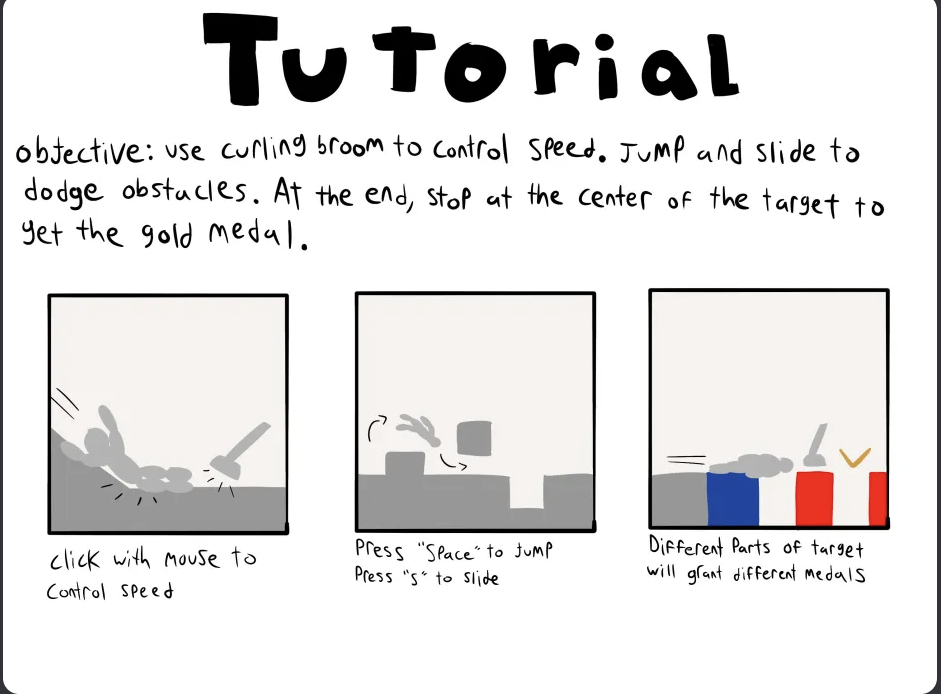 Tutorial
objective: use curling broom to control speed. Jump and slide to
dodge obstacles. At the end, stop at the center of the target to
get the gold medal.
click with mouse to
control speed
Press "Space" to jump
Press "s" to slide
Different Parts of target
will grant different medals